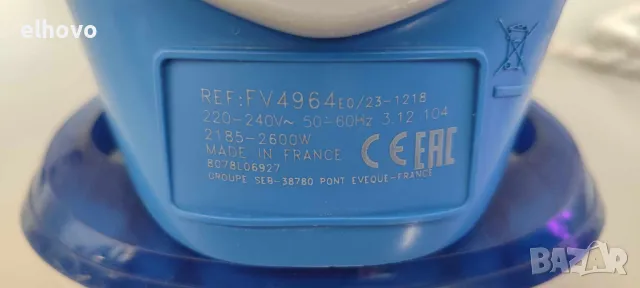 elhovo
REF:FV4964E0/23-1218
220-240V~ 50-60Hz 3.12 104
2185-2600W
MADE IN FRANCE
8078L06927
GROUPE SEB-38780 PONT EVEQUE-FRANCE
CE EAC
BAZAR
.bg